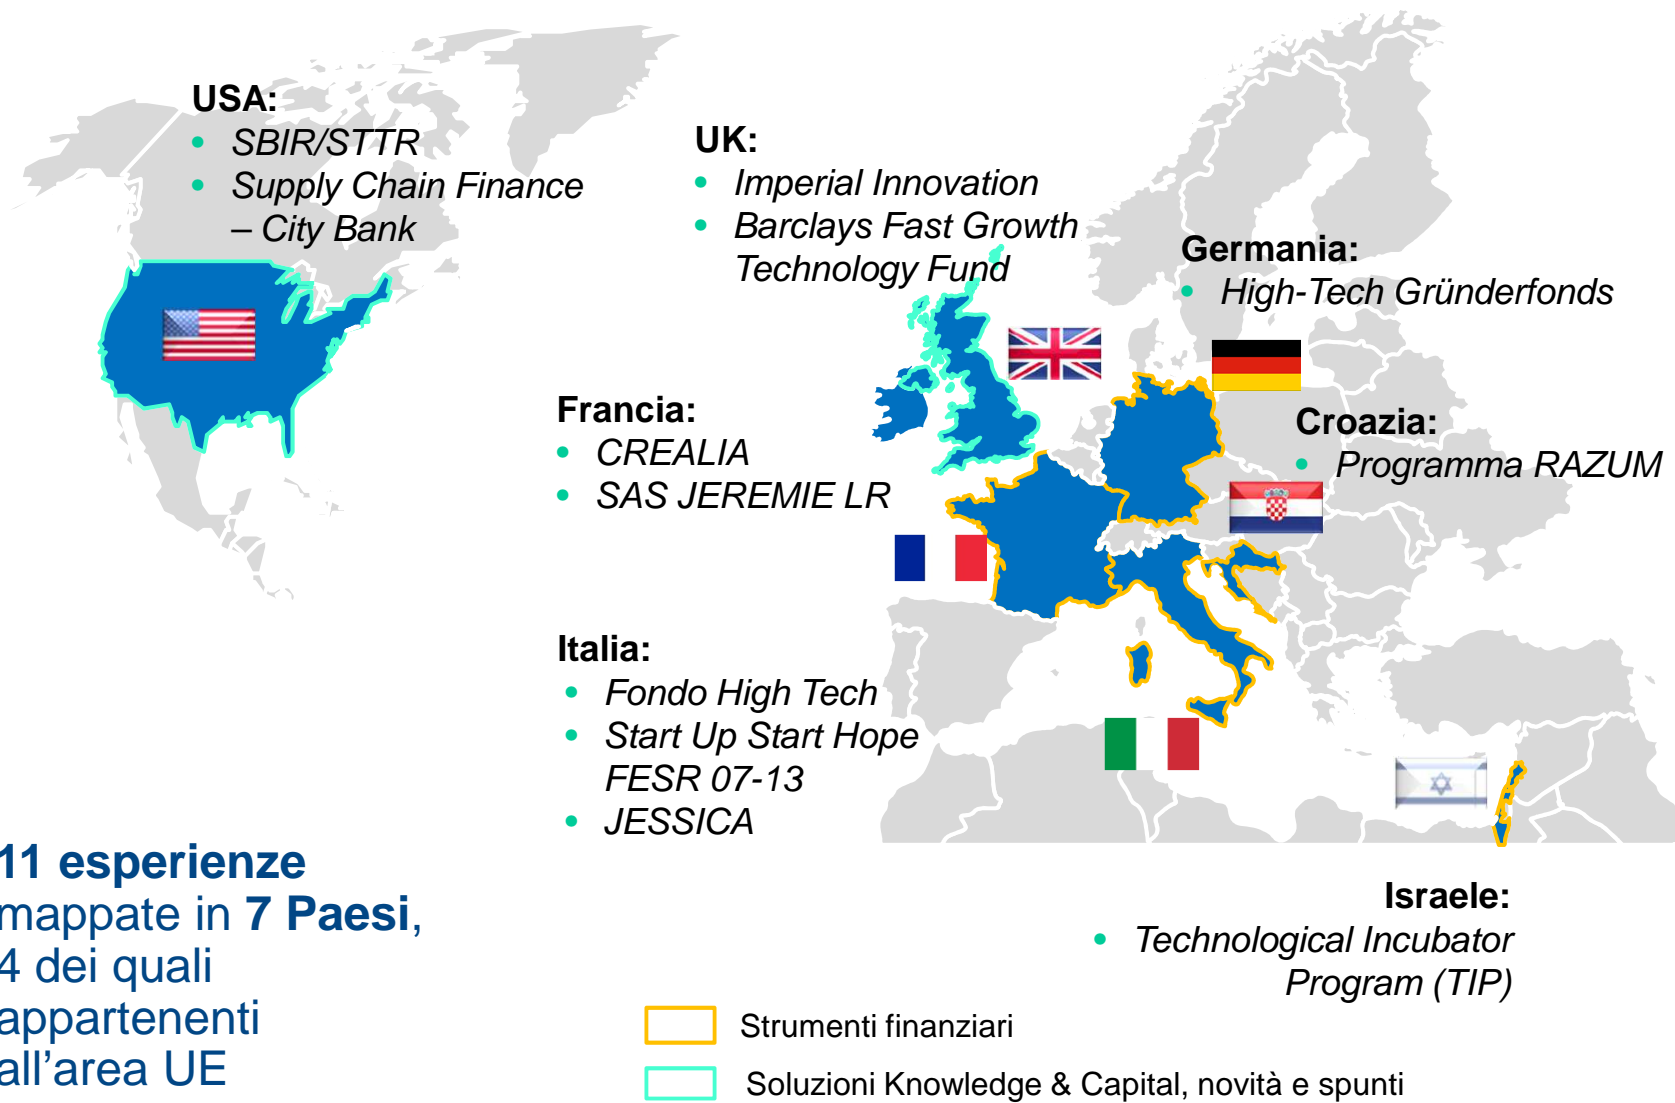 USA:
• SBIR/STTR
• Supply Chain Finance
– City Bank
UK:
• Imperial Innovation
• Barclays Fast Growth
Technology Fund
Germania:
• High-Tech Gründerfonds
Francia:
• CREALIA
• SAS JEREMIE LR
Croazia:
• Programma RAZUM
Italia:
• Fondo High Tech
• Start Up Start Hope
FESR 07-13
• JESSICA
11 esperienze
mappate in 7 Paesi,
4 dei quali
appartenenti
all’area UE
Israele:
• Technological Incubator
Program (TIP)
Strumenti finanziari
Soluzioni Knowledge & Capital, novità e spunti